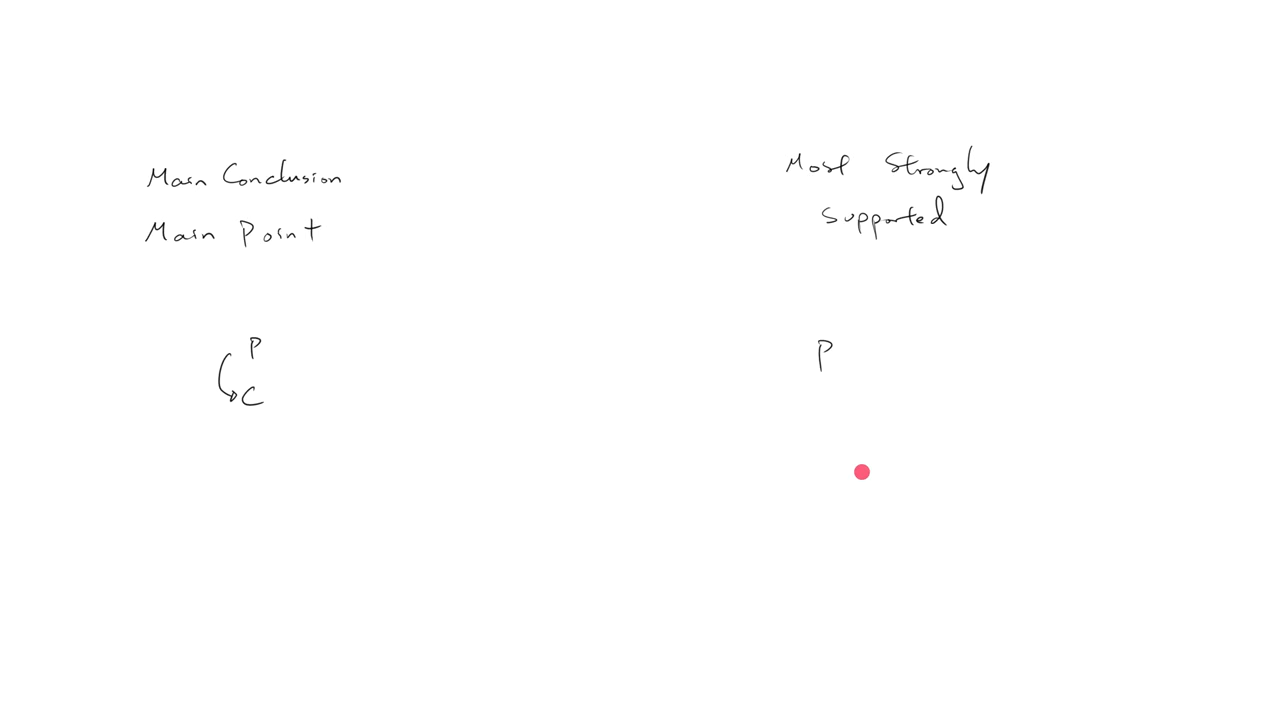 Main Conclusion
Main Point
P
C
Most Strongly
Supported
P